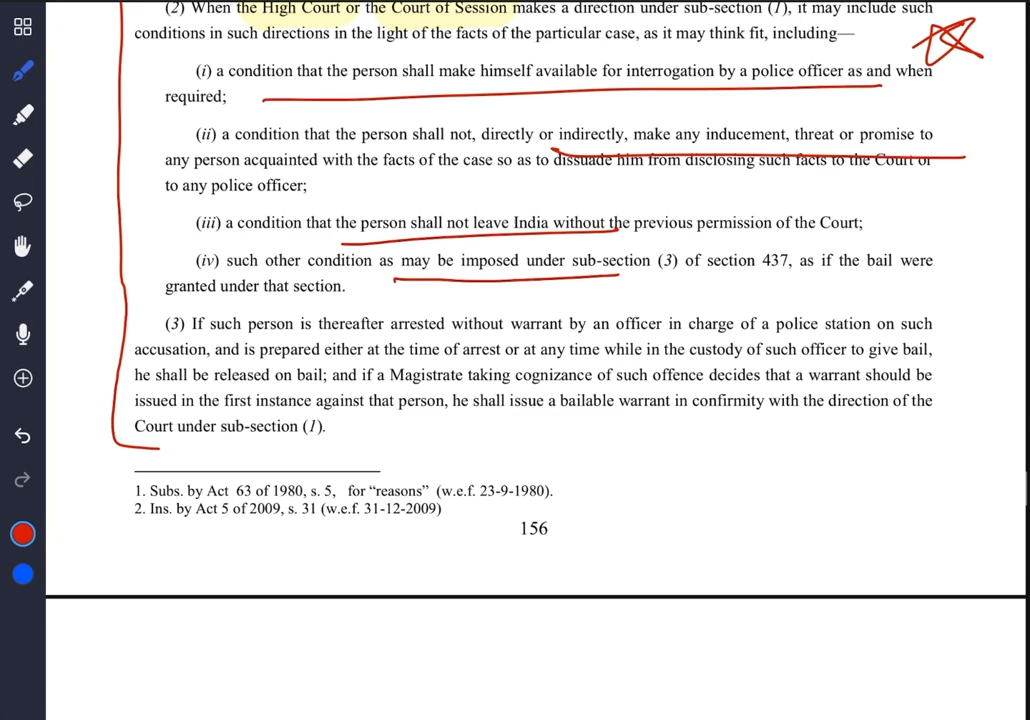 (2) When the High Court or the Court of Session makes a direction under sub-section (1), it may include such
conditions in such directions in the light of the facts of the particular case, as it may think fit, including—
(i) a condition that the person shall make himself available for interrogation by a police officer as and when
required;
(ii) a condition that the person shall not, directly or indirectly, make any inducement, threat or promise to
any person acquainted with the facts of the case so as to dissuade him from disclosing such facts to the Court or
to any police officer;
(iii) a condition that the person shall not leave India without the previous permission of the Court;
(iv) such other condition as may be imposed under sub-section (3) of section 437, as if the bail were
granted under that section.
(3) If such person is thereafter arrested without warrant by an officer in charge of a police station on such
accusation, and is prepared either at the time of arrest or at any time while in the custody of such officer to give bail,
he shall be released on bail; and if a Magistrate taking cognizance of such offence decides that a warrant should be
issued in the first instance against that person, he shall issue a bailable warrant in confirmity with the direction of the
Court under sub-section (1).
1. Subs. by Act 63 of 1980, s. 5, for “reasons” (w.e.f. 23-9-1980).
2. Ins. by Act 5 of 2009, s. 31 (w.e.f. 31-12-2009)
156